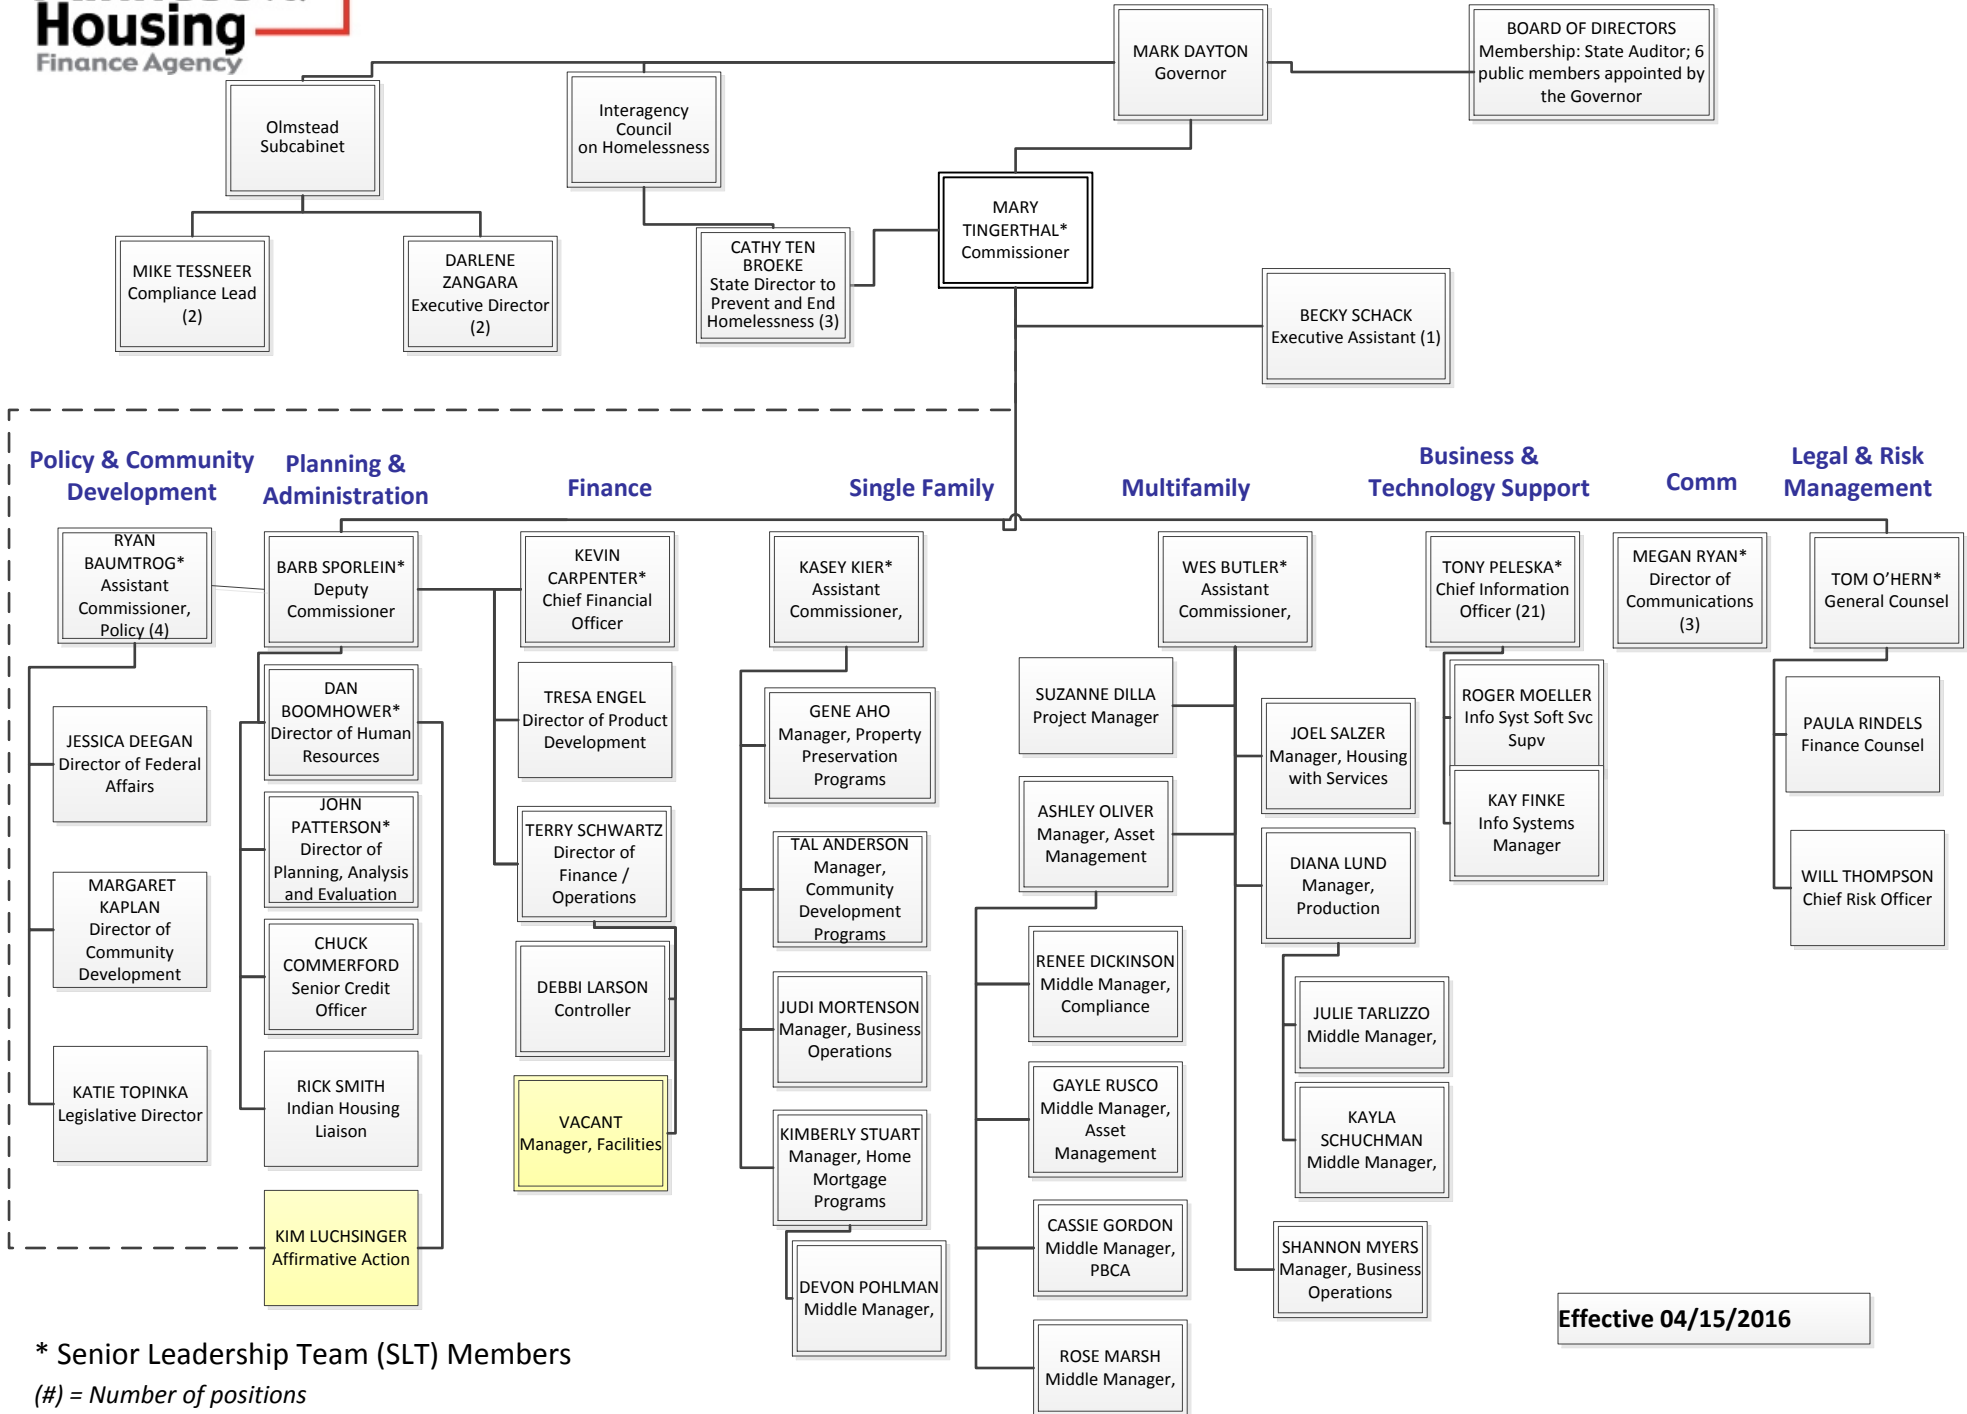 Housing
Finance Agency
MARK DAYTON
Governor
BOARD OF DIRECTORS
Membership: State Auditor; 6
public members appointed by
the Governor
Olmstead
Subcabinet
Interagency
Council
on Homelessness
MARY
TINGERTHAL*
Commissioner
MIKE TESSNEER
Compliance Lead
(2)
DARLENE
ZANGARA
Executive Director
(2)
CATHY TEN
BROEKE
State Director to
Prevent and End
Homelessness (3)
BECKY SCHACK
Executive Assistant (1)
Policy & Community
Development
Planning &
Administration
Finance
Single Family
Multifamily
Business &
Technology Support
Comm
Legal & Risk
Management
RYAN
BAUMTROG*
Assistant
Commissioner,
Policy (4)
JESSICA DEEGAN
Director of Federal
Affairs
MARGARET
KAPLAN
Director of
Community
Development
KATIE TOPINKA
Legislative Director
BARB SPORLEIN*
Deputy
Commissioner
DAN
BOOMHOWER*
Director of Human
Resources
JOHN
PATTERSON*
Director of
Planning, Analysis
and Evaluation
CHUCK
COMMERFORD
Senior Credit
Officer
RICK SMITH
Indian Housing
Liaison
KIM LUCHSINGER
Affirmative Action
KEVIN
CARPENTER*
Chief Financial
Officer
TRESA ENGEL
Director of Product
Development
TERRY SCHWARTZ
Director of
Finance /
Operations
DEBBI LARSON
Controller
VACANT
Manager, Facilities
KASEY KIER*
Assistant
Commissioner,
GENE AHO
Manager, Property
Preservation
Programs
TAL ANDERSON
Manager,
Community
Development
Programs
JUDI MORTENSON
Manager, Business
Operations
KIMBERLY STUART
Manager, Home
Mortgage
Programs
DEVON POHLMAN
Middle Manager,
WES BUTLER*
Assistant
Commissioner,
SUZANNE DILLA
Project Manager
ASHLEY OLIVER
Manager, Asset
Management
RENEE DICKINSON
Middle Manager,
Compliance
GAYLE RUSCO
Middle Manager,
Asset
Management
CASSIE GORDON
Middle Manager,
PBCA
ROSE MARSH
Middle Manager,
JOEL SALZER
Manager, Housing
with Services
DIANA LUND
Manager,
Production
JULIE TARLIZZO
Middle Manager,
KAYLA
SCHUCHMAN
Middle Manager,
SHANNON MYERS
Manager, Business
Operations
TONY PELESKA*
Chief Information
Officer (21)
ROGER MOELLER
Info Syst Soft Svc
Supv
KAY FINKE
Info Systems
Manager
MEGAN RYAN*
Director of
Communications
(3)
TOM O’HERN*
General Counsel
PAULA RINDELS
Finance Counsel
WILL THOMPSON
Chief Risk Officer
Effective 04/15/2016
* Senior Leadership Team (SLT) Members
(#) = Number of positions